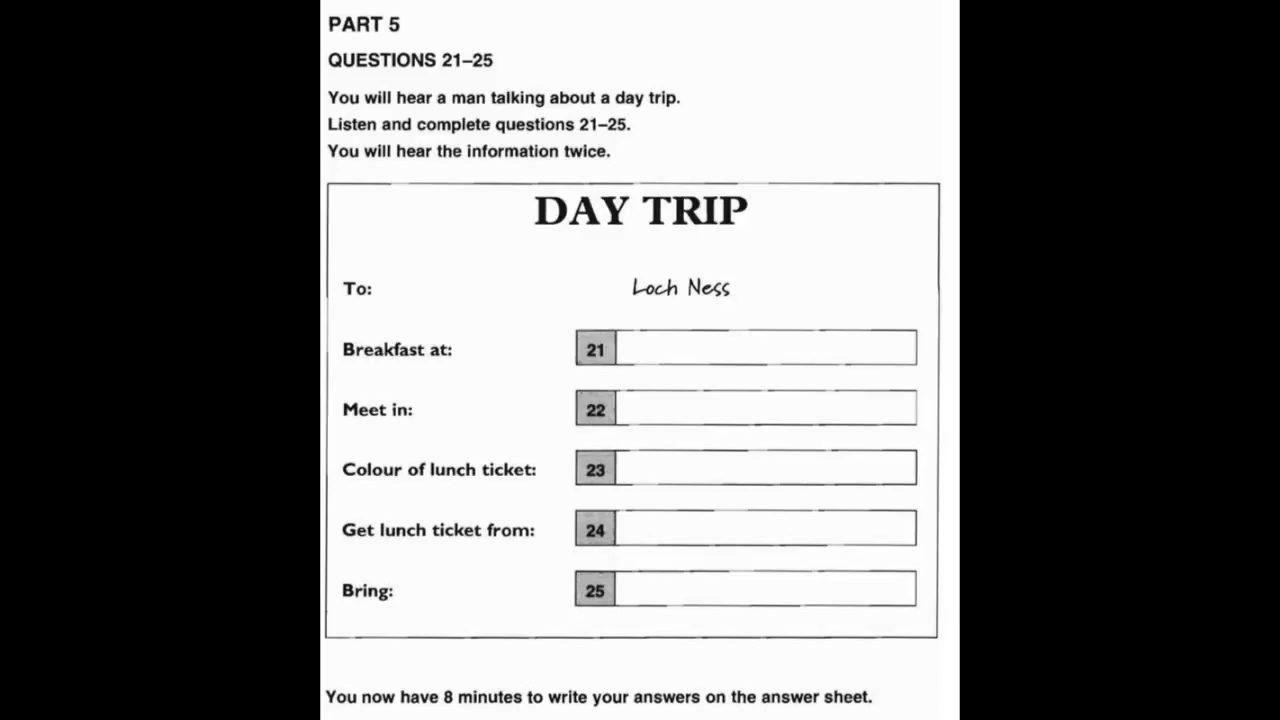 PART 5
QUESTIONS 21–25
You will hear a man talking about a day trip.
Listen and complete questions 21–25.
You will hear the information twice.
DAY TRIP
To: Loch Ness
Breakfast at: 21
Meet in: 22
Colour of lunch ticket: 23
Get lunch ticket from: 24
Bring: 25
You now have 8 minutes to write your answers on the answer sheet.